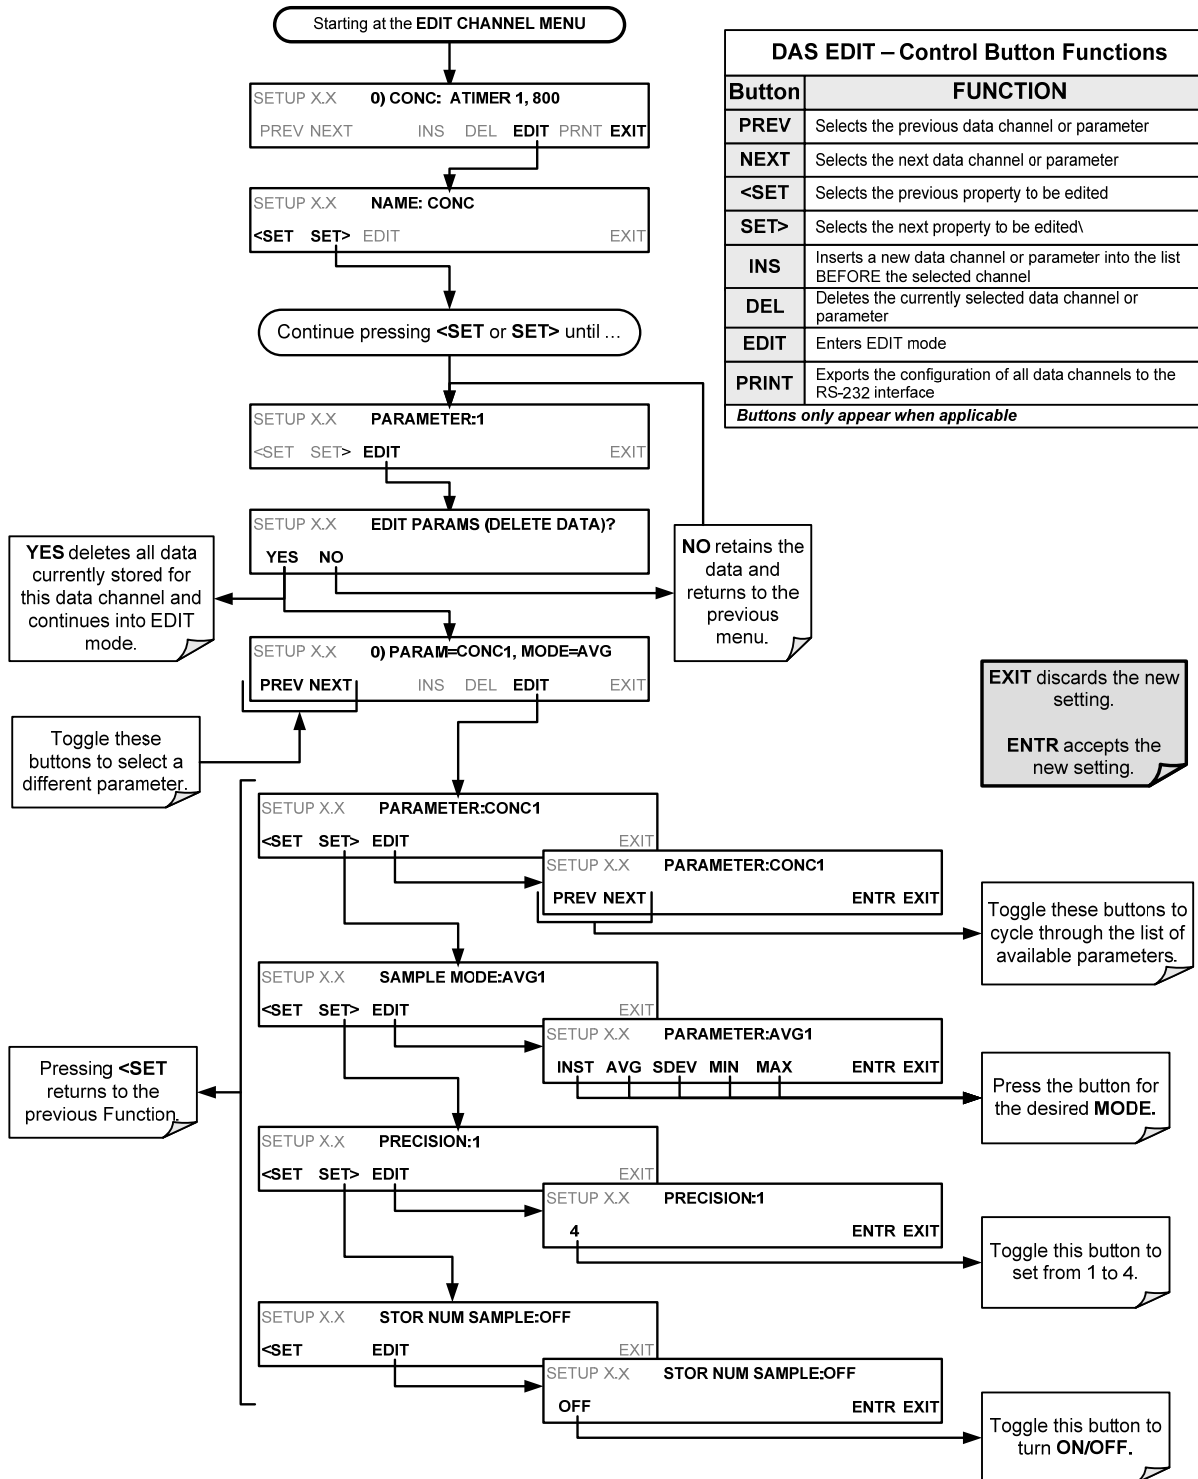 Starting at the EDIT CHANNEL MENU
SETUP X.X 0) CONC: ATIMER 1, 800
PREV NEXT INS DEL EDIT PRNT EXIT
SETUP X.X NAME: CONC
<SET SET> EDIT EXIT
Continue pressing <SET or SET> until ...
SETUP X.X PARAMETER:1
<SET SET> EDIT EXIT
SETUP X.X EDIT PARAMS (DELETE DATA)?
YES NO
YES deletes all data
currently stored for
this data channel and
continues into EDIT
mode.
NO retains the
data and
returns to the
previous
menu.
SETUP X.X 0) PARAM=CONC1, MODE=AVG
PREV NEXT INS DEL EDIT EXIT
Toggle these
buttons to select a
different parameter.
DAS EDIT – Control Button Functions
Button FUNCTION
PREV Selects the previous data channel or parameter
NEXT Selects the next data channel or parameter
<SET Selects the previous property to be edited
SET> Selects the next property to be edited\
INS Inserts a new data channel or parameter into the list
BEFORE the selected channel
DEL Deletes the currently selected data channel or
parameter
EDIT Enters EDIT mode
PRINT Exports the configuration of all data channels to the
RS-232 interface
Buttons only appear when applicable
EXIT discards the new
setting.
ENTR accepts the
new setting.
SETUP X.X PARAMETER:CONC1
<SET SET> EDIT EXIT
SETUP X.X PARAMETER:CONC1
PREV NEXT ENTR EXIT
Toggle these buttons to
cycle through the list of
available parameters.
SETUP X.X SAMPLE MODE:AVG1
<SET SET> EDIT EXIT
SETUP X.X PARAMETER:AVG1
INST AVG SDEV MIN MAX ENTR EXIT
Press the button for
the desired MODE.
Pressing <SET
returns to the
previous Function.
SETUP X.X PRECISION:1
<SET SET> EDIT EXIT
SETUP X.X PRECISION:1
4 ENTR EXIT
Toggle this button to
set from 1 to 4.
SETUP X.X STOR NUM SAMPLE:OFF
<SET EDIT EXIT
SETUP X.X STOR NUM SAMPLE:OFF
OFF ENTR EXIT
Toggle this button to
turn ON/OFF.